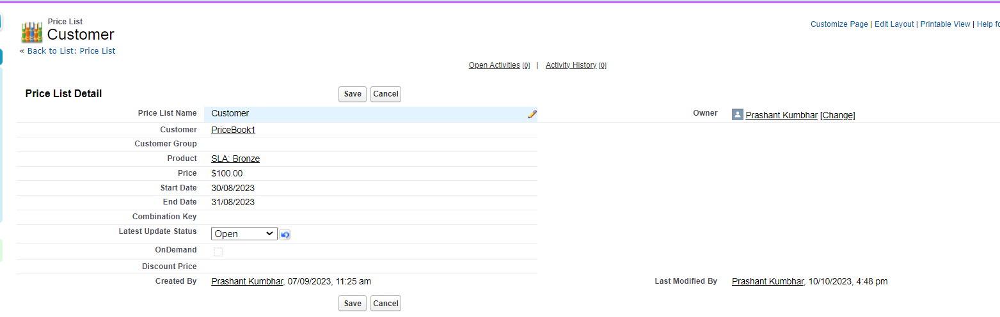 Price List
Customer
Customize Page | Edit Layout | Printable View | Help fo
« Back to List: Price List
Open Activities [0] | Activity History [0]
Price List Detail Save Cancel
Price List Name Customer Owner Prashant Kumbhar [Change]
Customer PriceBook1
Customer Group
Product SLA: Bronze
Price $100.00
Start Date 30/08/2023
End Date 31/08/2023
Combination Key
Latest Update Status Open
OnDemand
Discount Price
Created By Prashant Kumbhar, 07/09/2023, 11:25 am Last Modified By Prashant Kumbhar, 10/10/2023, 4:48 pm
Save Cancel